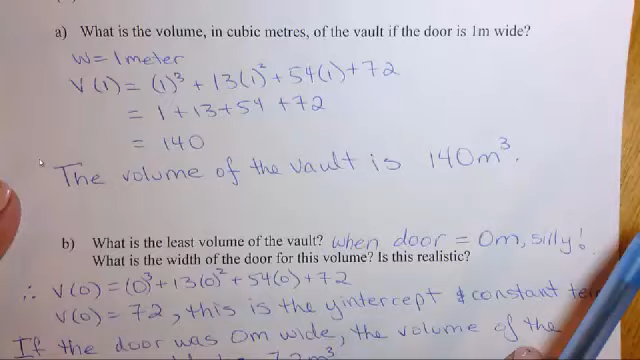 a) What is the volume, in cubic metres, of the vault if the door is 1m wide?
W = 1 meter
V(1) = (1)³ + 13(1)² + 54(1) + 72
= 1 + 13 + 54 + 72
= 140
The volume of the vault is 140m³.
b) What is the least volume of the vault? when door = 0m, silly!
What is the width of the door for this volume? Is this realistic?
∴ V(0) = (0)³ + 13(0)² + 54(0) + 72
V(0) = 72, this is the yintercept & constant
If the door was 0m wide, the volume of the
72m³